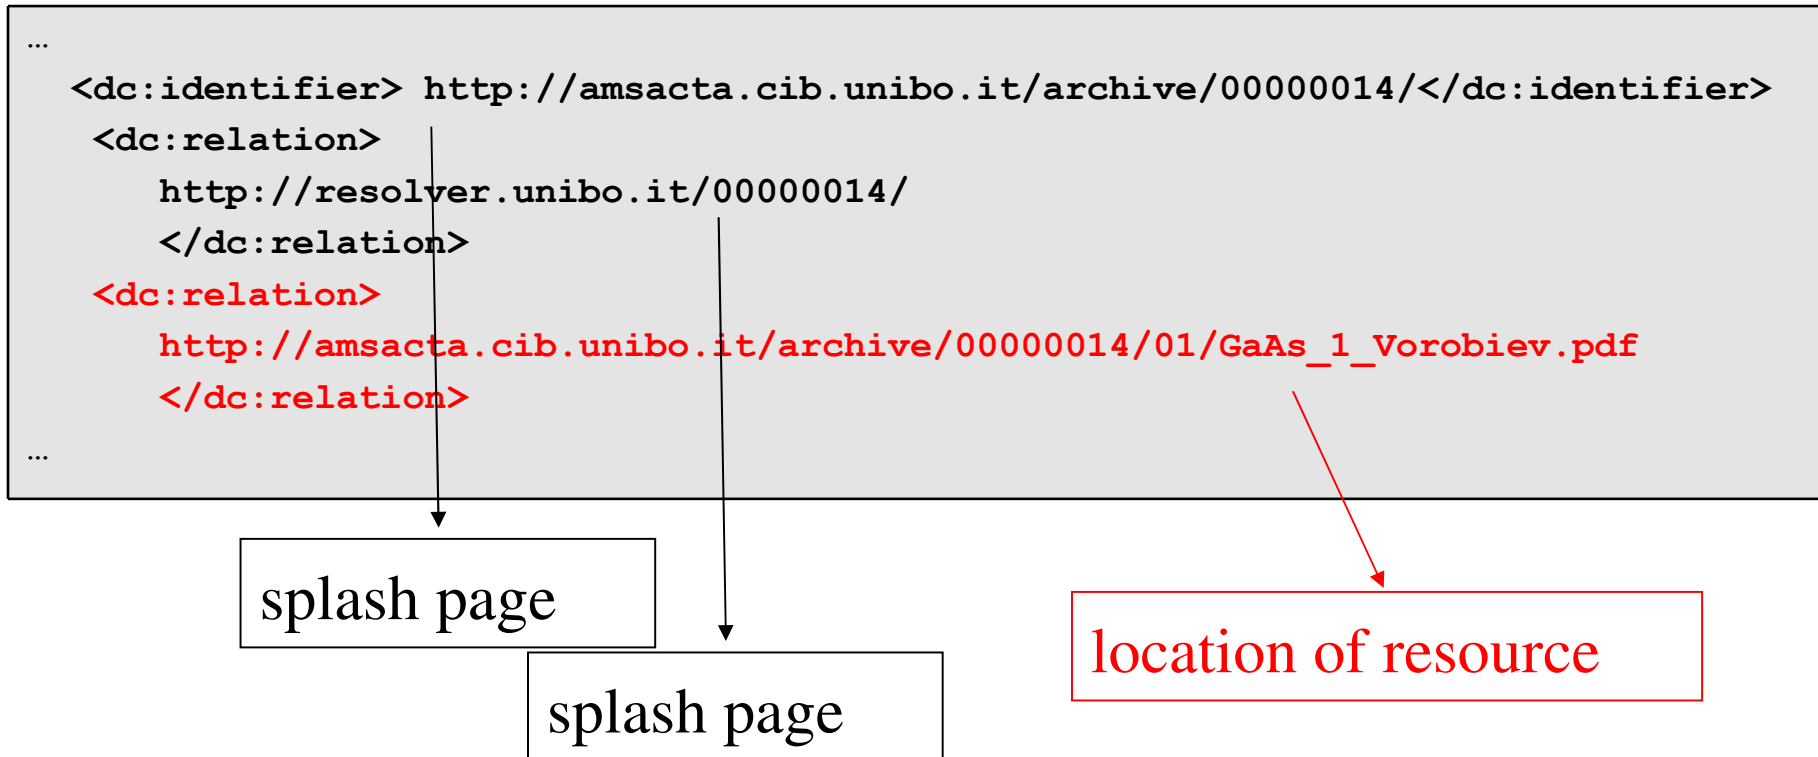 …
<dc:identifier> http://amsacta.cib.unibo.it/archive/00000014/</dc:identifier>
<dc:relation>
http://resolver.unibo.it/00000014/
</dc:relation>
<dc:relation>
http://amsacta.cib.unibo.it/archive/00000014/01/GaAs_1_Vorobiev.pdf
</dc:relation>
…
splash page
location of resource
splash page